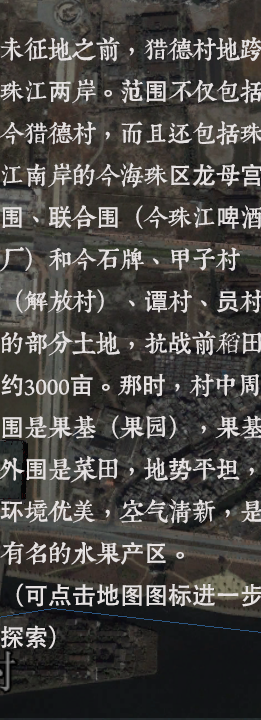 未征地之前，猎德村地跨
珠江两岸。范围不仅包括
今猎德村，而且还包括珠
江南岸的今海珠区龙母宫
围、联合围（今珠江啤酒
厂）和今石牌、甲子村
（解放村）、谭村、员村
的部分土地，抗战前稻田
约3000亩。那时，村中周
围是果基（果园），果基
外围是菜田，地势平坦，
环境优美，空气清新，是
有名的水果产区。
（可点击地图图标进一步
探索）
村